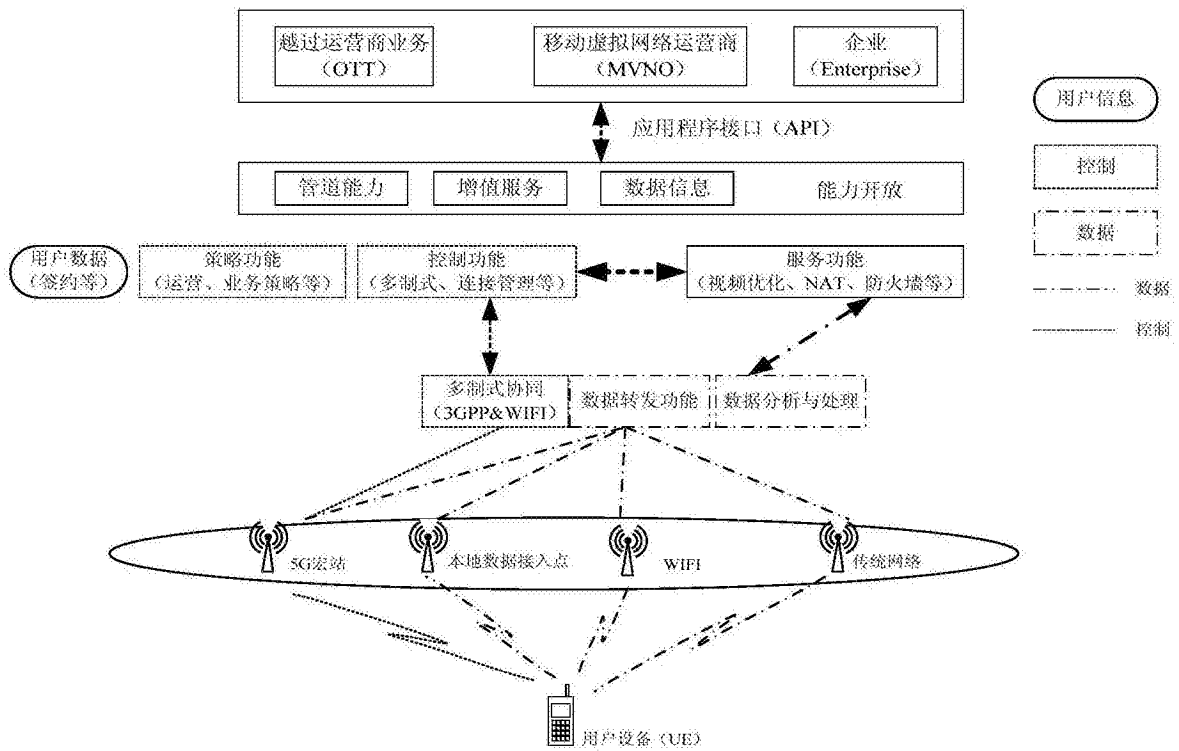 越过运营商业务
（OTT）
移动虚拟网络运营商
（MVNO）
企业
（Enterprise）
用户信息
应用程序接口（API）
控制
管道能力
增值服务
数据信息
能力开放
数据
用户数据
（签约等）
策略功能
（运营、业务策略等）
控制功能
（多制式、连接管理等）
服务功能
（视频优化、NAT、防火墙等）
数据
控制
多制式协同
（3GPP&WIFI）
数据转发功能
数据分析与处理
5G宏站
本地数据接入点
WIFI
传统网络
用户设备（UE）